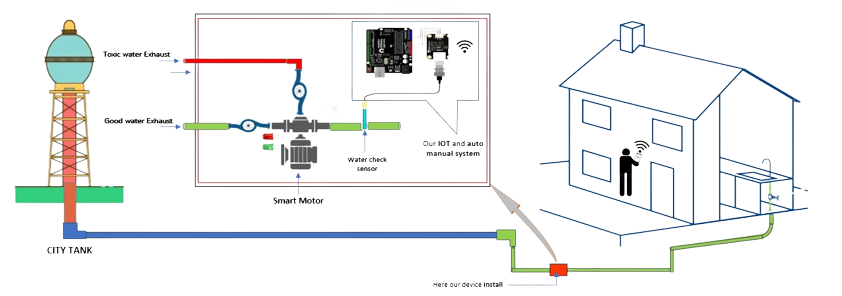 Toxic water Exhaust
Good water Exhaust
Our IOT and auto
manual system
Water check
sensor
Smart Motor
CITY TANK
Here our device Install